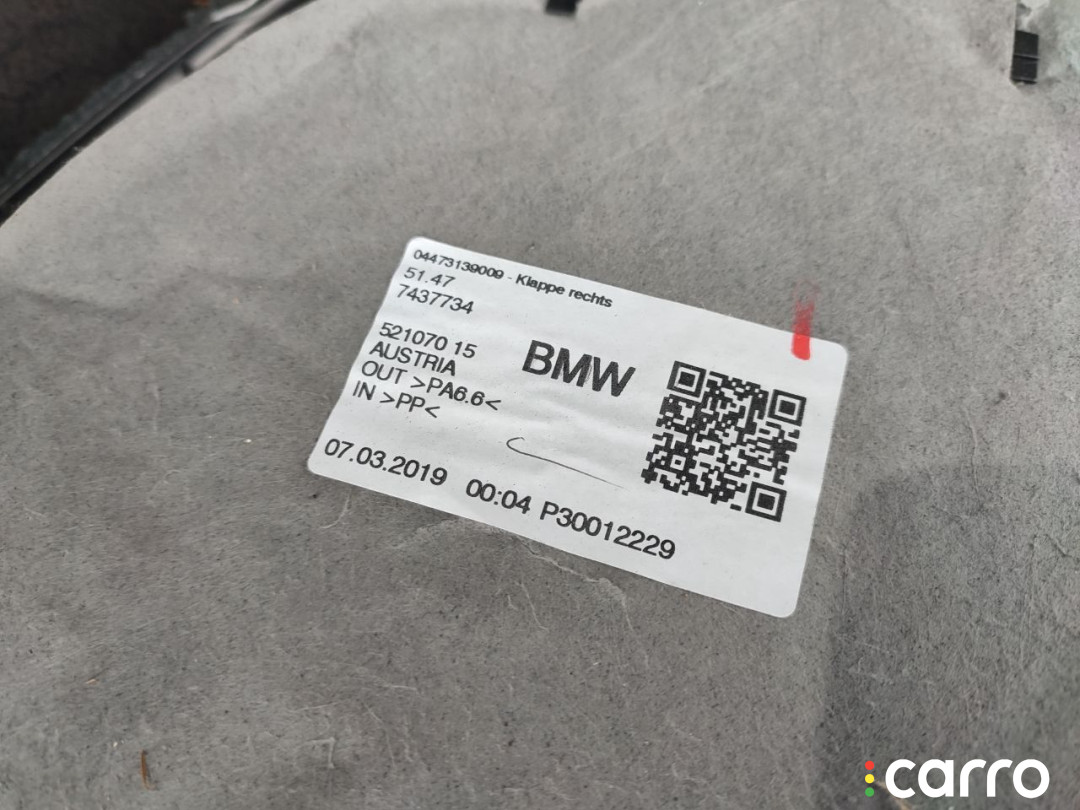 04473139009 - Klappe rechts
51.47
7437734
521070 15
AUSTRIA
OUT >PA6.6<
IN >PP<
BMW
07.03.2019 00:04 P30012229
carro